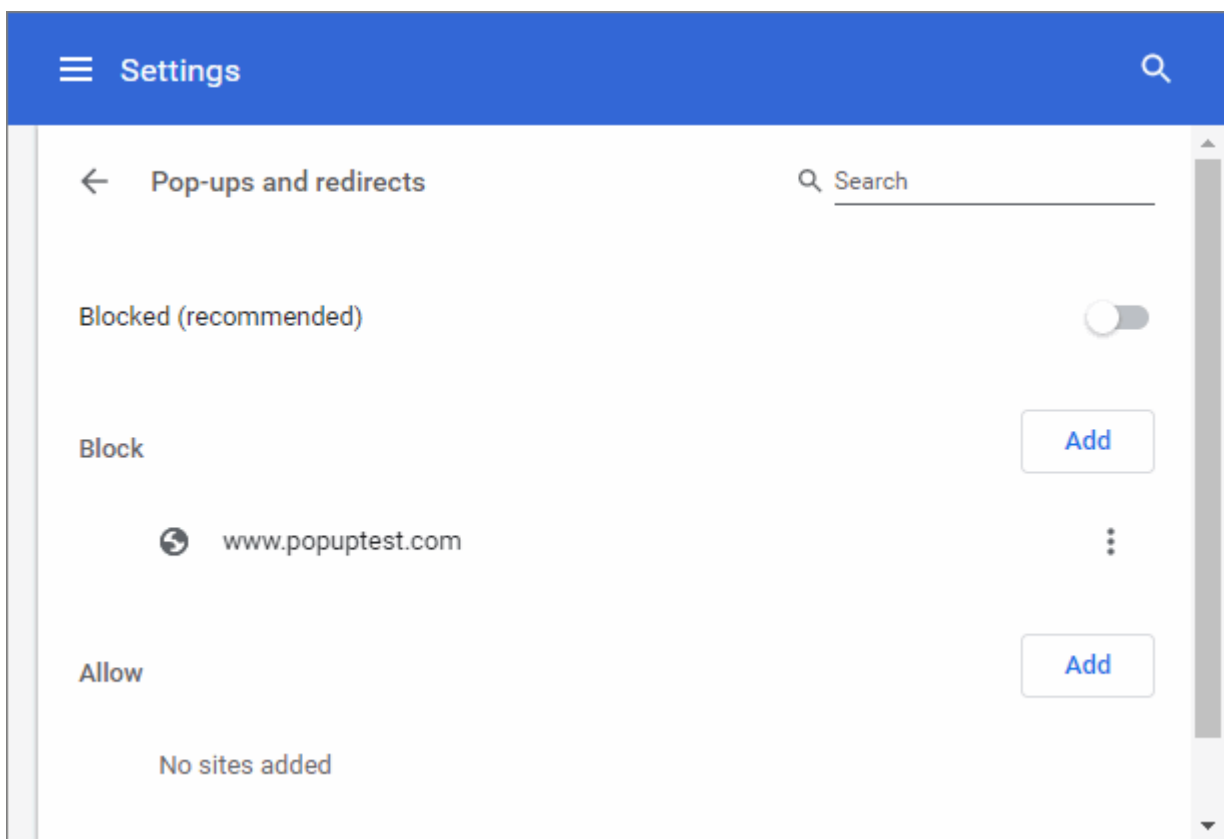 Settings
Pop-ups and redirects
Search
Blocked (recommended)
Block
Add
www.popuptest.com
Allow
Add
No sites added